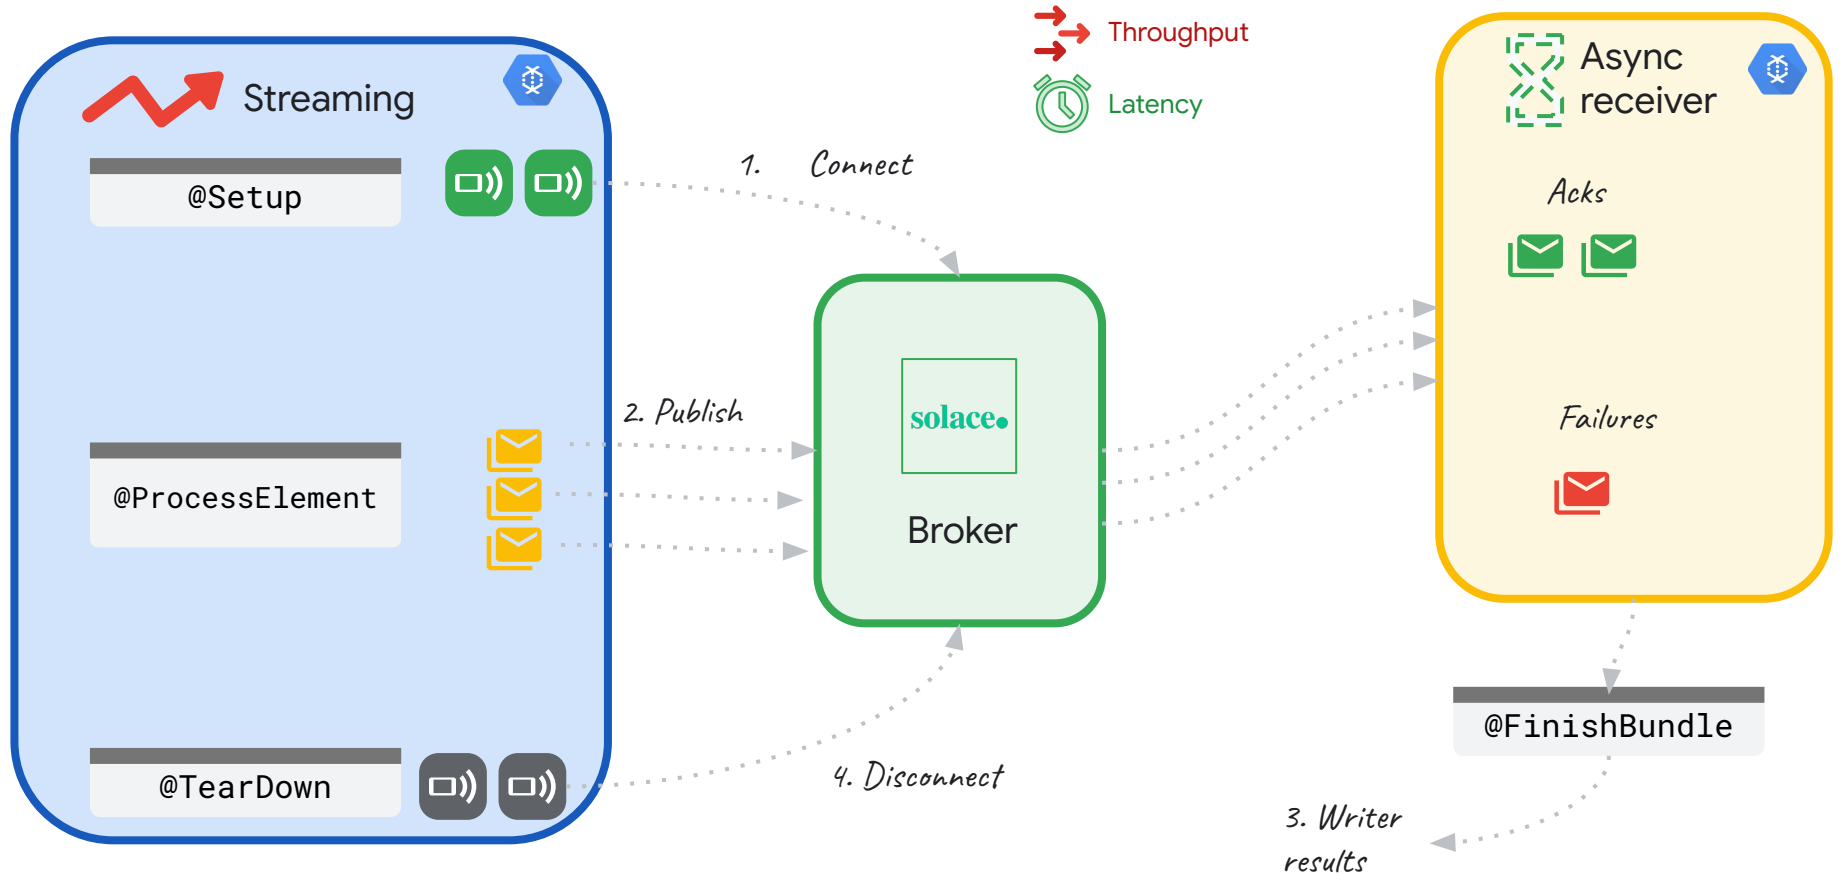 Streaming
@Setup
@ProcessElement
@TearDown
1. Connect
2. Publish
4. Disconnect
Throughput
Latency
solace.
Broker
Async
receiver
Acks
Failures
@FinishBundle
3. Writer
results